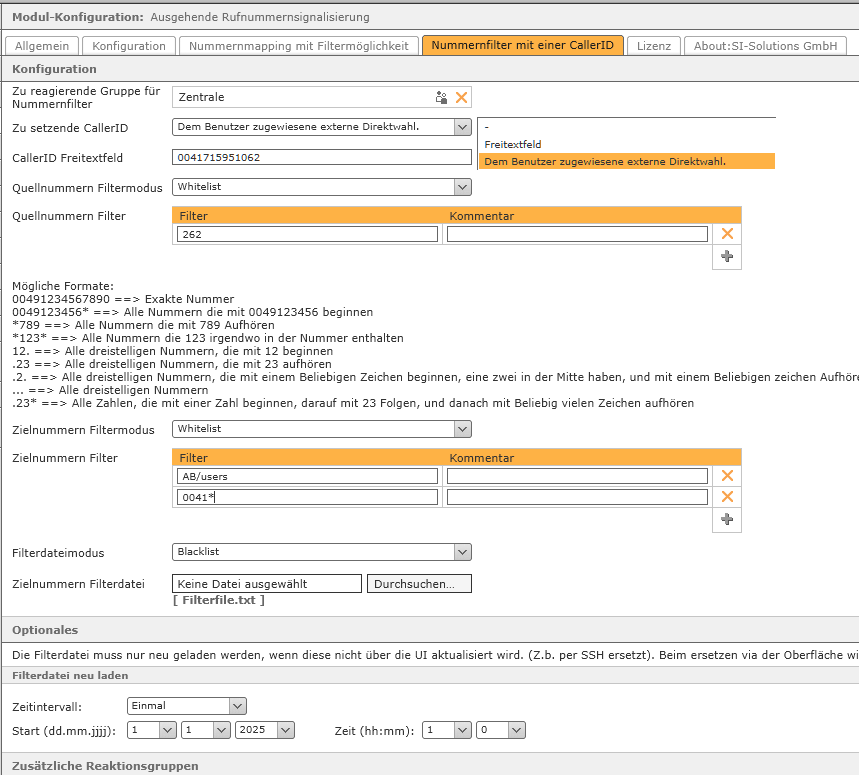 Modul-Konfiguration: Ausgehende Rufnummernsignalisierung
Allgemein Konfiguration Nummernmapping mit Filtermöglichkeit Nummernfilter mit einer CallerID Lizenz About:SI-Solutions GmbH
Konfiguration
Zu reagierende Gruppe für Nummernfilter
Zentrale
Zu setzende CallerID
Dem Benutzer zugewiesene externe Direktwahl.
-
Freitextfeld
Dem Benutzer zugewiesene externe Direktwahl.
CallerID Freitextfeld
0041715951062
Quellnummern Filtermodus
Whitelist
Quellnummern Filter
Filter Kommentar
262
Mögliche Formate:
00491234567890 ==> Exakte Nummer
0049123456* ==> Alle Nummern die mit 0049123456 beginnen
*789 ==> Alle Nummern die mit 789 Aufhören
*123* ==> Alle Nummern die 123 irgendwo in der Nummer enthalten
12. ==> Alle dreistelligen Nummern, die mit 12 beginnen
.23 ==> Alle dreistelligen Nummern, die mit 23 aufhören
.2. ==> Alle dreistelligen Nummern, die mit einem Beliebigen Zeichen beginnen, eine zwei in der Mitte haben, und mit einem Beliebigen zeichen Aufhöre
... ==> Alle dreistelligen Nummern
.23* ==> Alle Zahlen, die mit einer Zahl beginnen, darauf mit 23 Folgen, und danach mit Beliebig vielen Zeichen aufhören
Zielnummern Filtermodus
Whitelist
Zielnummern Filter
Filter Kommentar
AB/users
0041*
Filterdateimodus
Blacklist
Zielnummern Filterdatei
Keine Datei ausgewählt Durchsuchen...
[ Filterfile.txt ]
Optionales
Die Filterdatei muss nur neu geladen werden, wenn diese nicht über die UI aktualisiert wird. (Z.b. per SSH ersetzt). Beim ersetzen via der Oberfläche wi
Filterdatei neu laden
Zeitintervall: Einmal
Start (dd.mm.jjjj): 1 1 2025 Zeit (hh:mm): 1 0
Zusätzliche Reaktionsgruppen